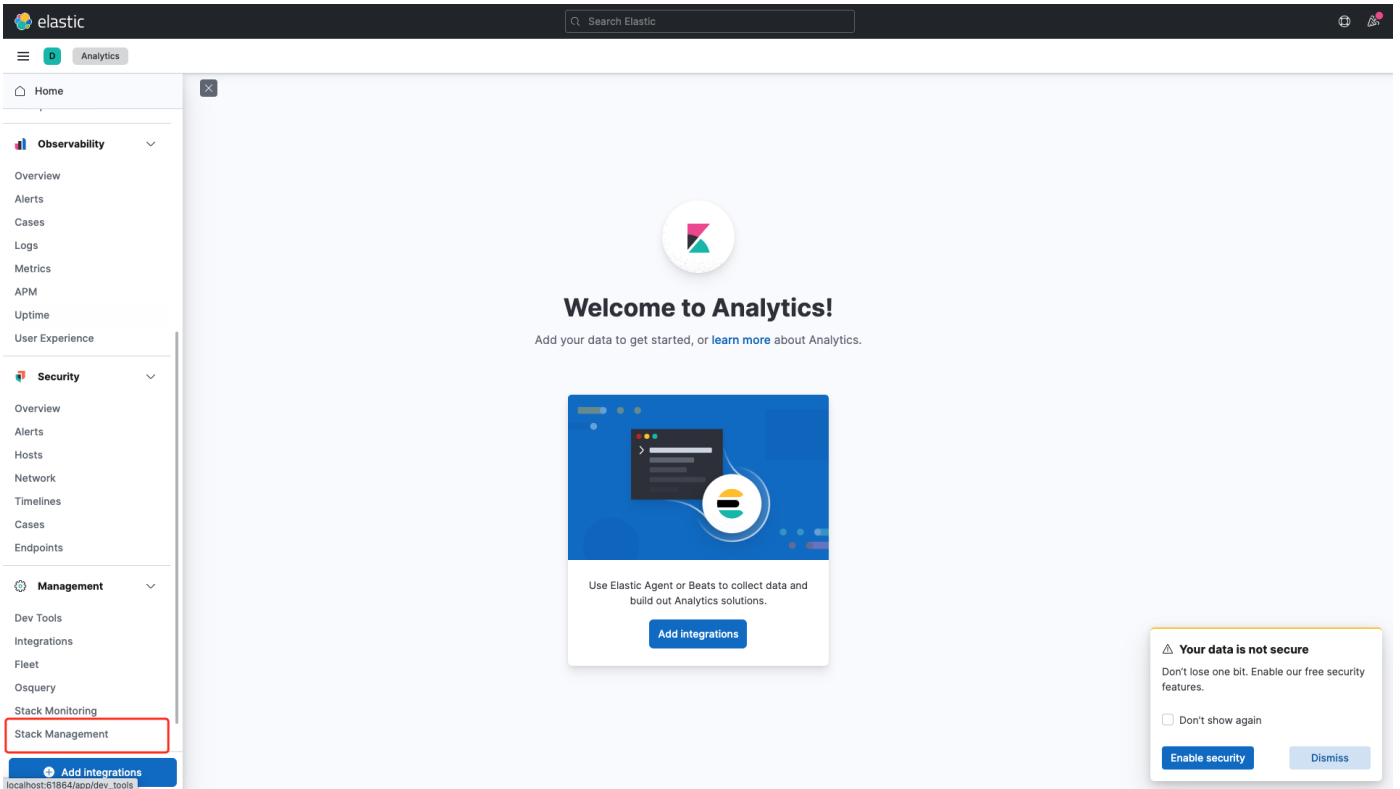 elastic
Search Elastic
D
Analytics
Home
Observability
Overview
Alerts
Cases
Logs
Metrics
APM
Uptime
User Experience
Security
Overview
Alerts
Hosts
Network
Timelines
Cases
Endpoints
Management
Dev Tools
Integrations
Fleet
Osquery
Stack Monitoring
Stack Management
Add integrations
localhost:61864/app/dev_tools
Welcome to Analytics!
Add your data to get started, or learn more about Analytics.
Use Elastic Agent or Beats to collect data and
build out Analytics solutions.
Add integrations
Your data is not secure
Don't lose one bit. Enable our free security
features.
Don't show again
Enable security
Dismiss